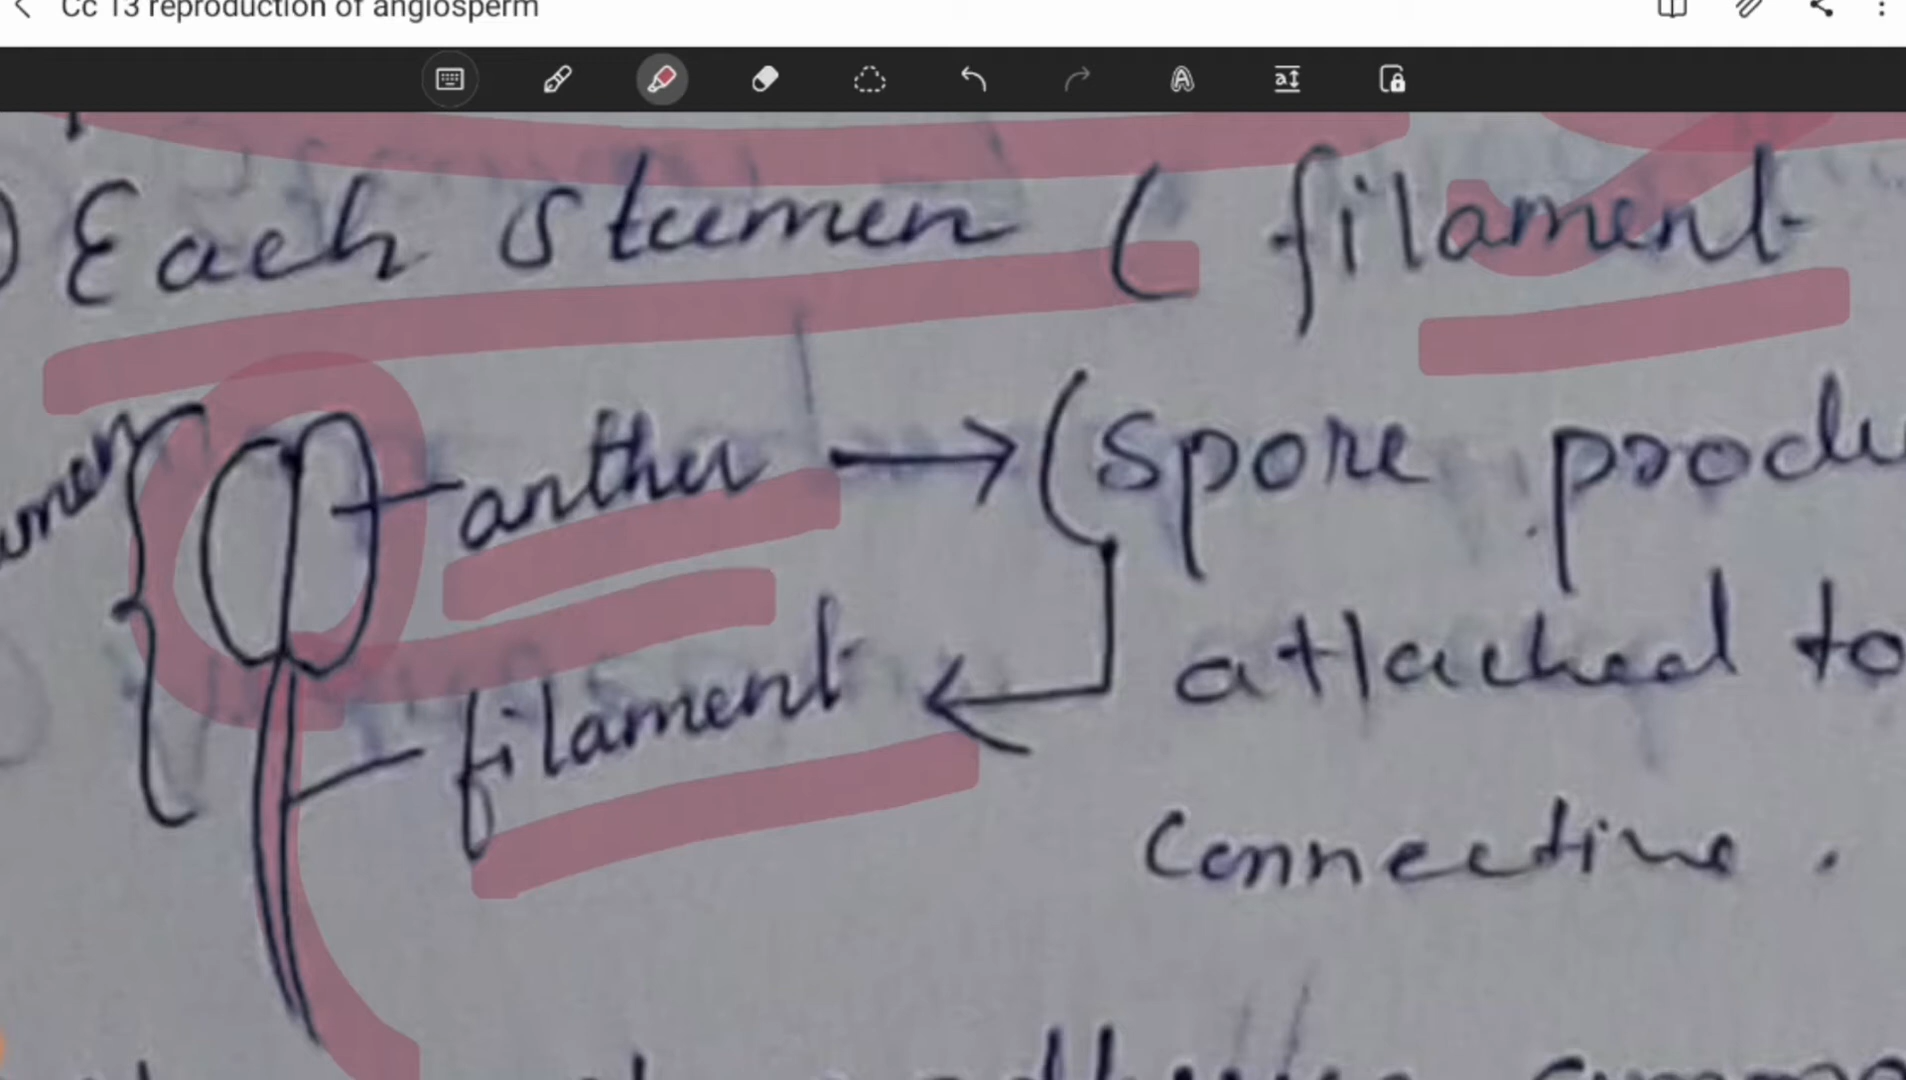 Cc 13 reproduction of angiosperm
Each stamen ( filament
anther → (spore produ
filament ← attached to
Connective .